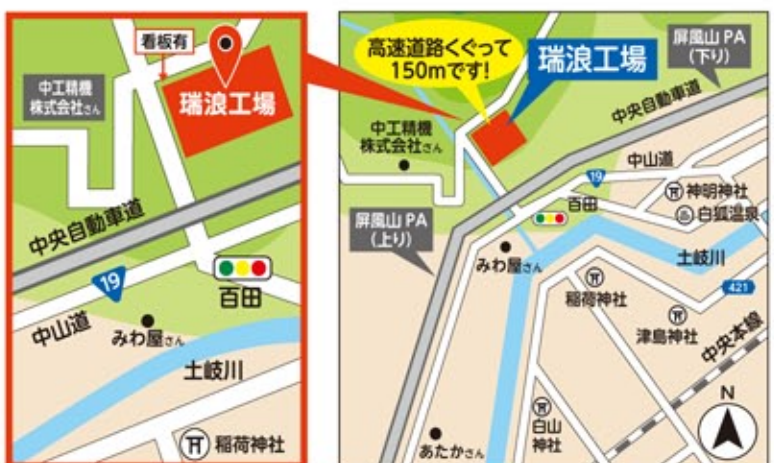 看板有
中工精機
株式会社さん
瑞浪工場
中央自動車道
19
百田
中山道
みわ屋さん
土岐川
稲荷神社
高速道路くぐって
150mです!
瑞浪工場
屏風山 PA
(下り)
中央自動車道
中工精機
株式会社さん
中山道
19
神明神社
百田
白狐温泉
屏風山 PA
(上り)
みわ屋さん
土岐川
稲荷神社
421
津島神社
中央本線
白山
神社
あたかさん
N